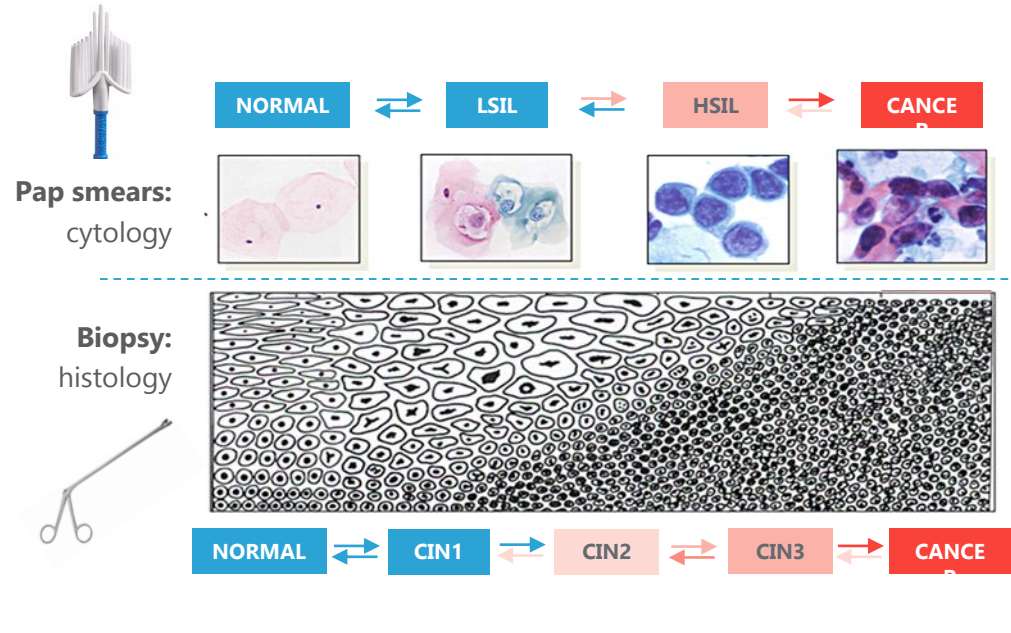 NORMAL
LSIL
HSIL
CANCE
R
Pap smears:
cytology
Biopsy:
histology
NORMAL
CIN1
CIN2
CIN3
CANCE
R